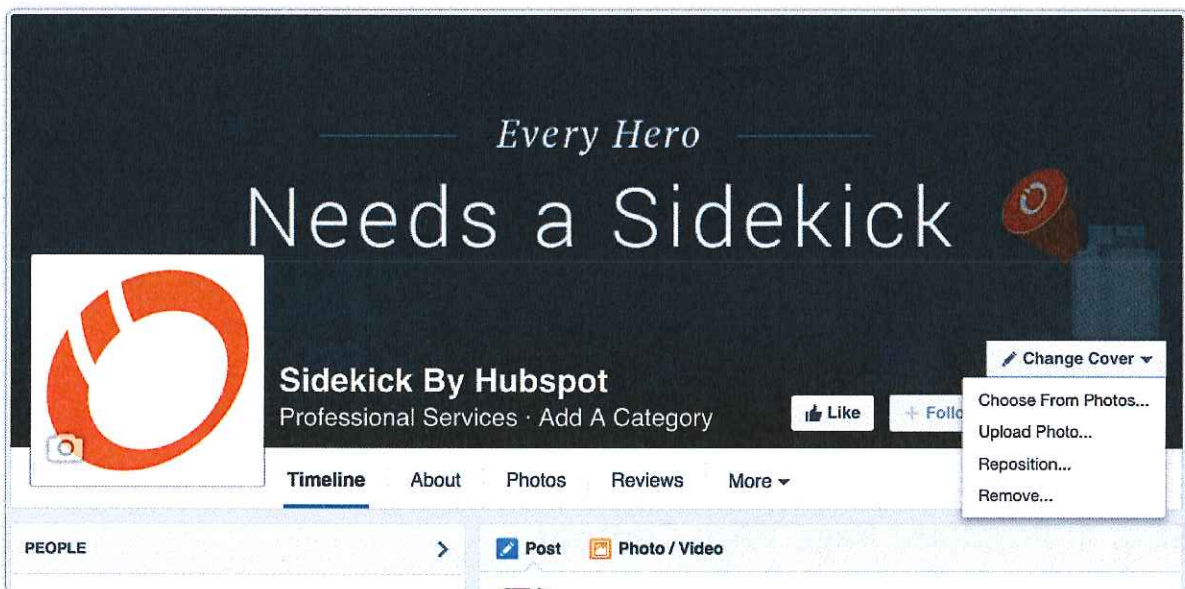 Every Hero
Needs a Sidekick
Change Cover
Sidekick By Hubspot
Professional Services · Add A Category
Like
+ Follo
Choose From Photos...
Upload Photo...
Reposition...
Remove...
Timeline About Photos Reviews More
PEOPLE
Post Photo / Video